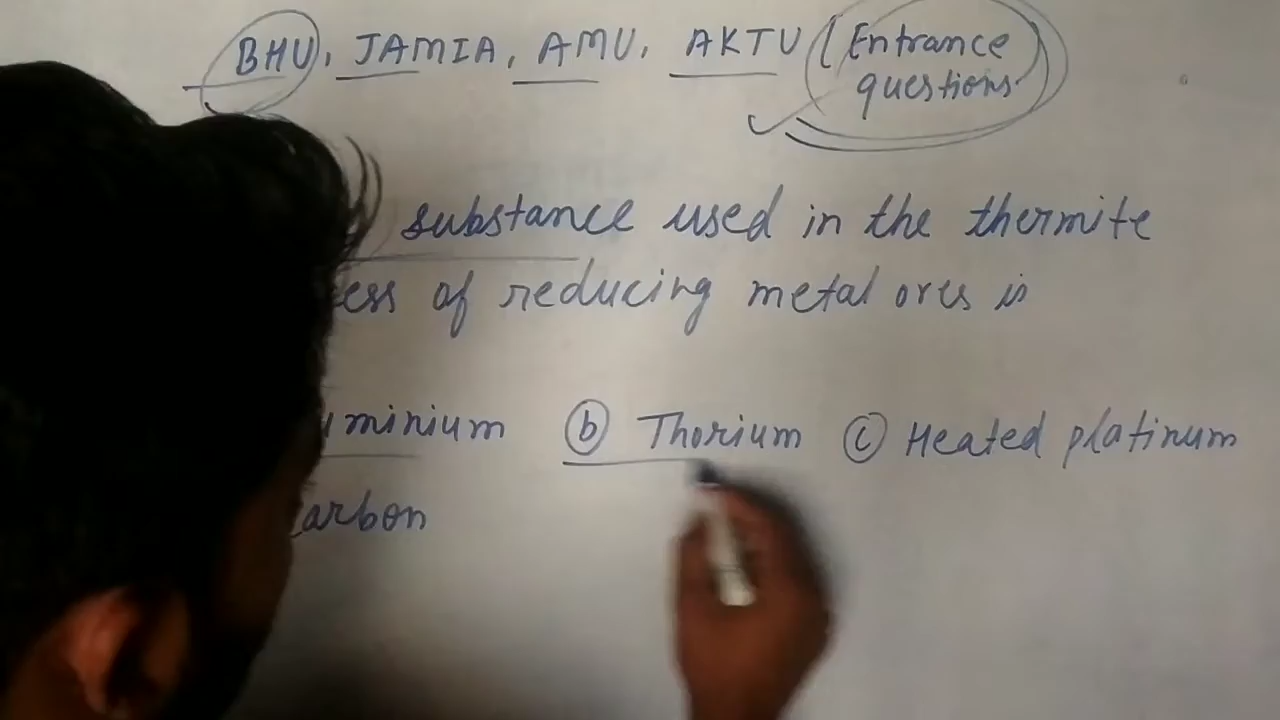 BHU, JAMIA, AMU, AKTU (Entrance
questions)
substance used in the thermite
ess of reducing metal ores is
uminium (b) Thorium (c) Heated platinum
arbon